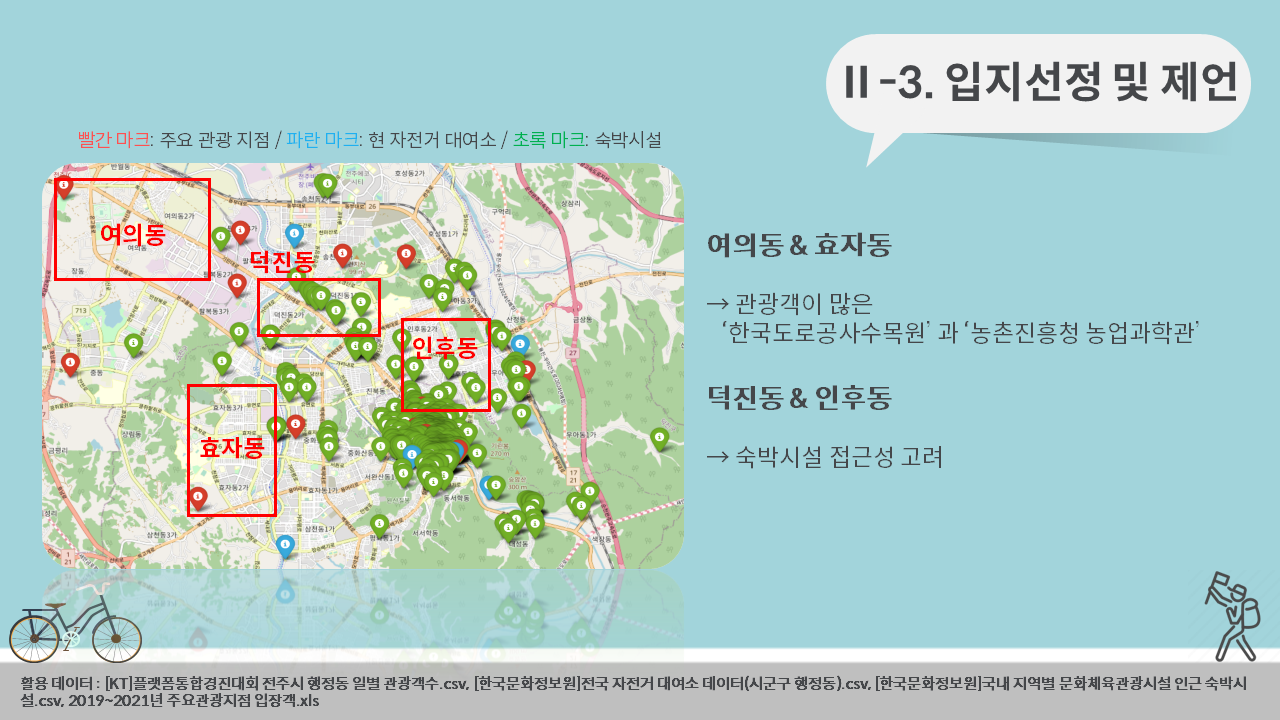 Ⅱ-3. 입지선정 및 제언
빨간 마크: 주요 관광 지점 / 파란 마크: 현 자전거 대여소 / 초록 마크: 숙박시설
여의동
덕진동
인후동
효자동
여의동 & 효자동
→ 관광객이 많은
‘한국도로공사수목원’ 과 ‘농촌진흥청 농업과학관’
덕진동 & 인후동
→ 숙박시설 접근성 고려
활용 데이터 : [KT]플랫폼통합경진대회 전주시 행정동 일별 관광객수.csv, [한국문화정보원]전국 자전거 대여소 데이터(시군구 행정동).csv, [한국문화정보원]국내 지역별 문화체육관광시설 인근 숙박시
설.csv, 2019~2021년 주요관광지점 입장객.xls